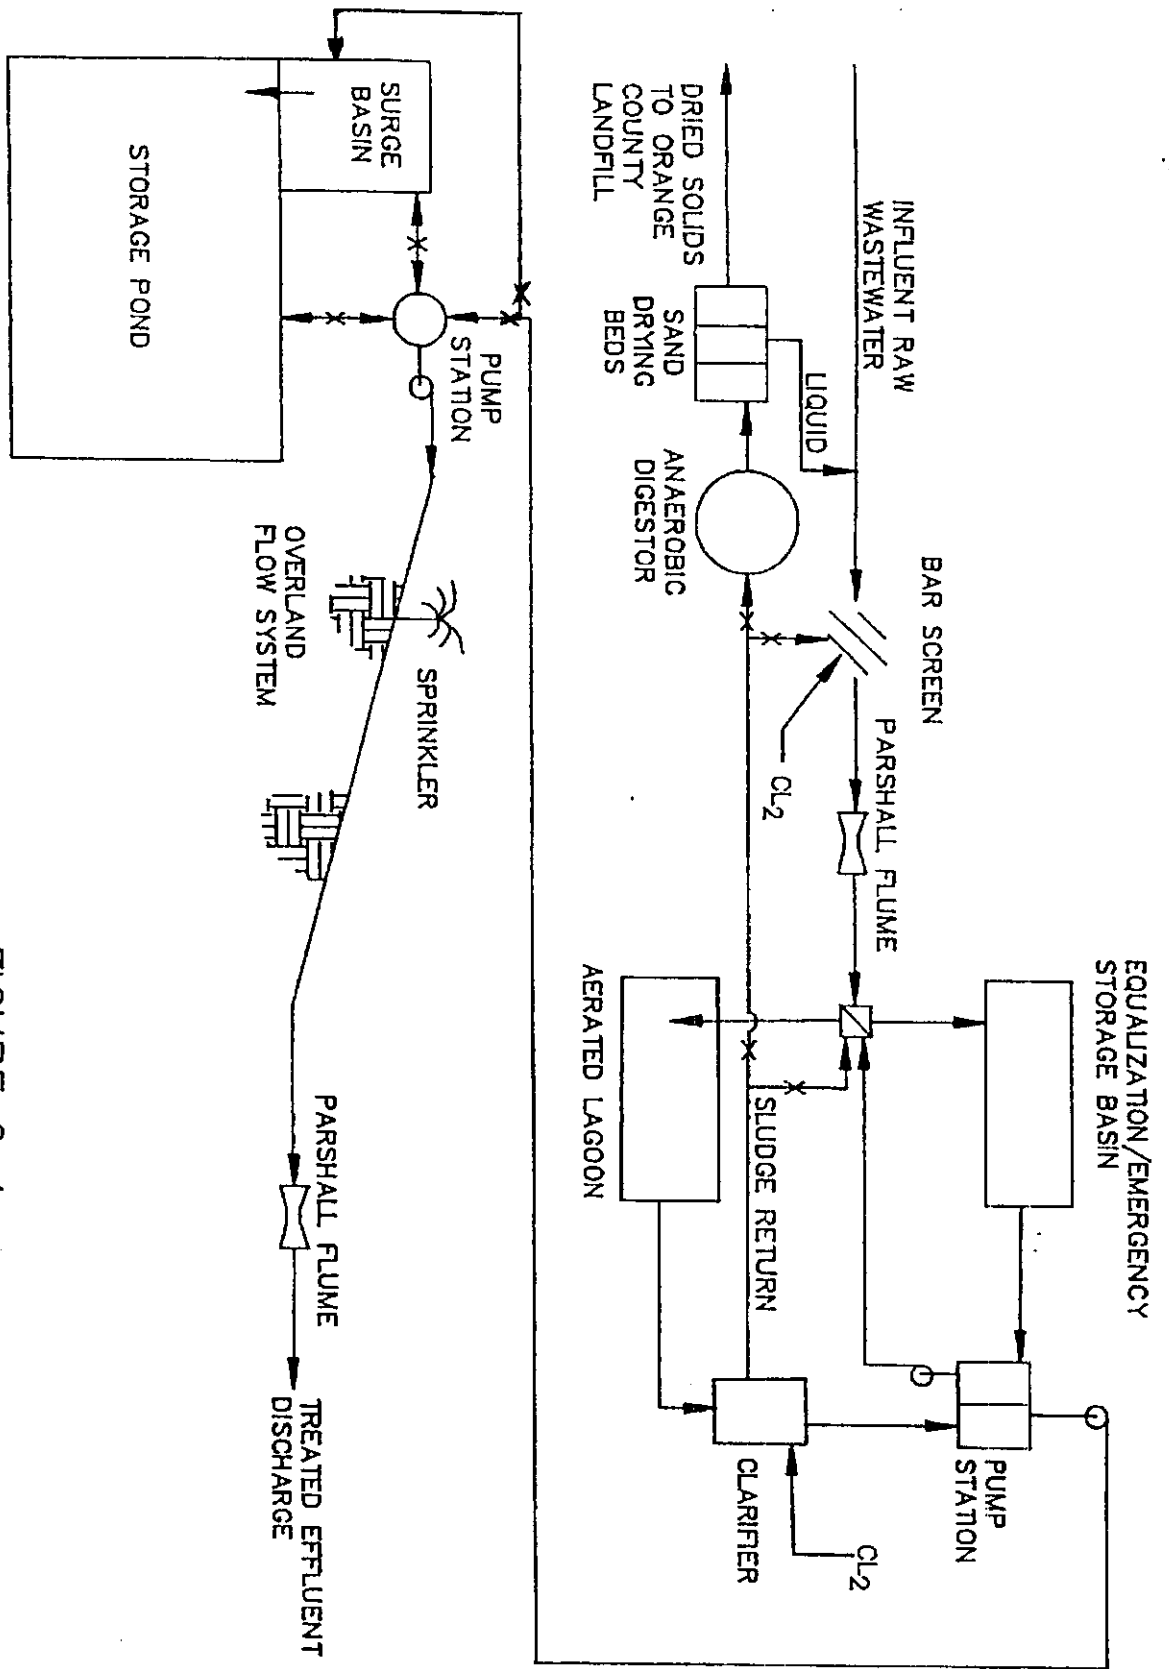 EQUALIZATION/EMERGENCY
STORAGE BASIN
INFLUENT RAW
WASTEWATER
BAR SCREEN
PARSHALL FLUME
PUMP
STATION
LIQUID
CL2
CL2
DRIED SOLIDS
TO ORANGE
COUNTY
LANDFILL
SAND
DRYING
BEDS
ANAEROBIC
DIGESTOR
AERATED LAGOON
SLUDGE RETURN
CLARIFIER
SURGE
BASIN
PUMP
STATION
STORAGE POND
SPRINKLER
OVERLAND
FLOW SYSTEM
PARSHALL FLUME
TREATED EFFLUENT
DISCHARGE